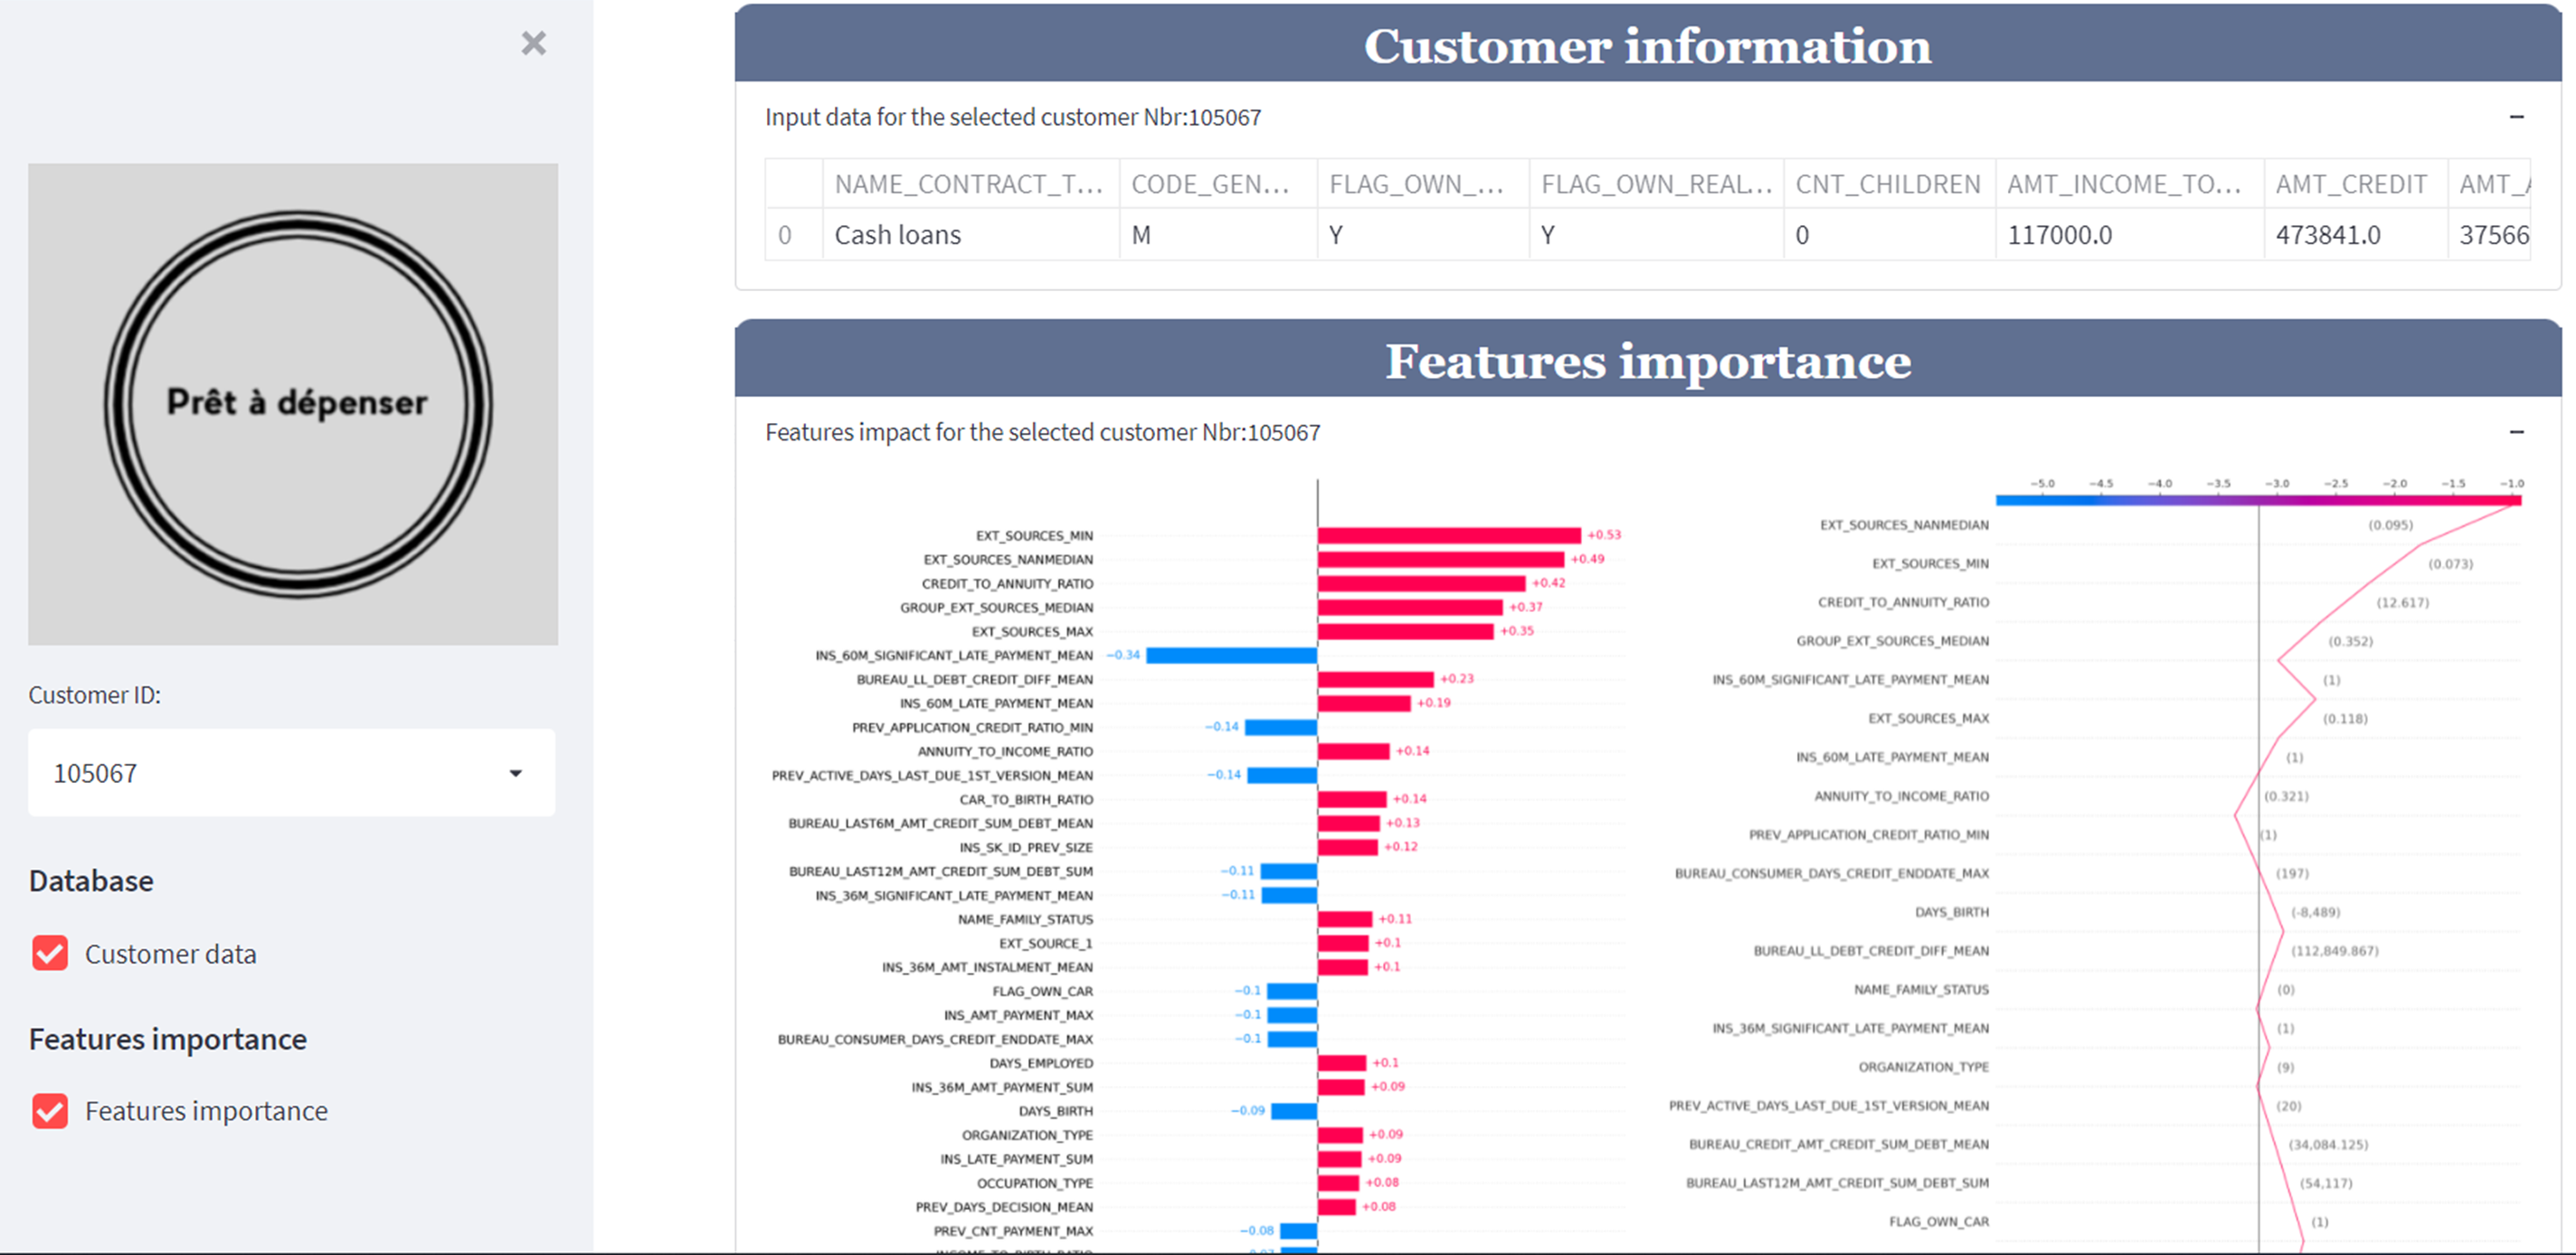 Prêt à dépenser
Customer ID:
105067
Database
Customer data
Features importance
Features importance
Customer information
Input data for the selected customer Nbr:105067
NAME_CONTRACT_T... CODE_GEN... FLAG_OWN_... FLAG_OWN_REAL... CNT_CHILDREN AMT_INCOME_TO... AMT_CREDIT
0 Cash loans M Y Y 0 117000.0 473841.0 37566
Features importance
Features impact for the selected customer Nbr:105067
EXT_SOURCES_MIN +0.53
EXT_SOURCES_NANMEDIAN +0.49
CREDIT_TO_ANNUITY_RATIO +0.42
GROUP_EXT_SOURCES_MEDIAN +0.37
EXT_SOURCES_MAX +0.35
INS_60M_SIGNIFICANT_LATE_PAYMENT_MEAN −0.34
BUREAU_LL_DEBT_CREDIT_DIFF_MEAN +0.23
INS_60M_LATE_PAYMENT_MEAN +0.19
PREV_APPLICATION_CREDIT_RATIO_MIN −0.14
ANNUITY_TO_INCOME_RATIO +0.14
PREV_ACTIVE_DAYS_LAST_DUE_1ST_VERSION_MEAN −0.14
CAR_TO_BIRTH_RATIO +0.14
BUREAU_LAST6M_AMT_CREDIT_SUM_DEBT_MEAN +0.13
INS_SK_ID_PREV_SIZE +0.12
BUREAU_LAST12M_AMT_CREDIT_SUM_DEBT_SUM −0.11
INS_36M_SIGNIFICANT_LATE_PAYMENT_MEAN −0.11
NAME_FAMILY_STATUS +0.11
EXT_SOURCE_1 +0.1
INS_36M_AMT_INSTALMENT_MEAN +0.1
FLAG_OWN_CAR −0.1
INS_AMT_PAYMENT_MAX −0.1
BUREAU_CONSUMER_DAYS_CREDIT_ENDDATE_MAX −0.1
DAYS_EMPLOYED +0.1
INS_36M_AMT_PAYMENT_SUM +0.09
DAYS_BIRTH −0.09
ORGANIZATION_TYPE +0.09
INS_LATE_PAYMENT_SUM +0.09
OCCUPATION_TYPE +0.08
PREV_DAYS_DECISION_MEAN +0.08
PREV_CNT_PAYMENT_MAX −0.08
−5.0 −4.5 −4.0 −3.5 −3.0 −2.5 −2.0 −1.5 −1.0
EXT_SOURCES_NANMEDIAN (0.095)
EXT_SOURCES_MIN (0.073)
CREDIT_TO_ANNUITY_RATIO (12.617)
GROUP_EXT_SOURCES_MEDIAN (0.352)
INS_60M_SIGNIFICANT_LATE_PAYMENT_MEAN (1)
EXT_SOURCES_MAX (0.118)
INS_60M_LATE_PAYMENT_MEAN (1)
ANNUITY_TO_INCOME_RATIO (0.321)
PREV_APPLICATION_CREDIT_RATIO_MIN (1)
BUREAU_CONSUMER_DAYS_CREDIT_ENDDATE_MAX (197)
DAYS_BIRTH (-8,489)
BUREAU_LL_DEBT_CREDIT_DIFF_MEAN (112,849.867)
NAME_FAMILY_STATUS (0)
INS_36M_SIGNIFICANT_LATE_PAYMENT_MEAN (1)
ORGANIZATION_TYPE (9)
PREV_ACTIVE_DAYS_LAST_DUE_1ST_VERSION_MEAN (20)
BUREAU_CREDIT_AMT_CREDIT_SUM_DEBT_MEAN (34,084.125)
BUREAU_LAST12M_AMT_CREDIT_SUM_DEBT_SUM (54,117)
FLAG_OWN_CAR (1)